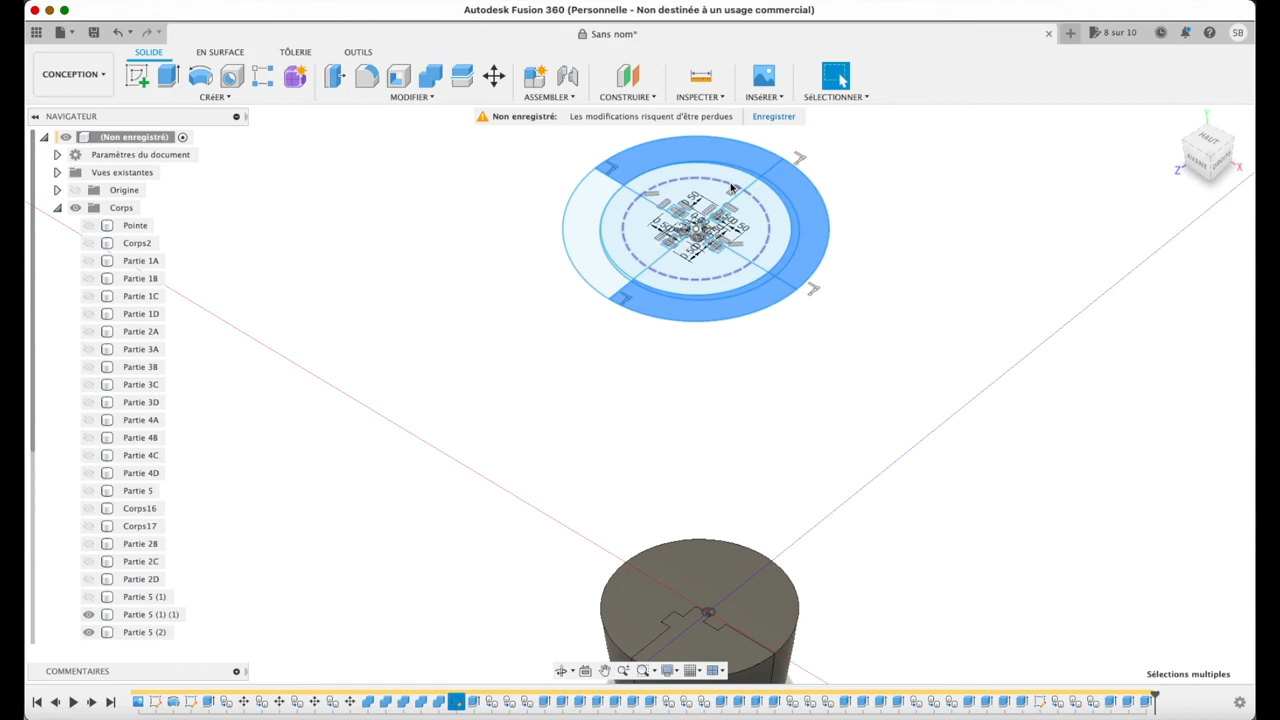 Autodesk Fusion 360 (Personnelle - Non destinée à un usage commercial)
Sans nom*
8 sur 10
SB
SOLIDE
EN SURFACE
TÔLERIE
OUTILS
CONCEPTION
CRÉER
MODIFIER
ASSEMBLER
CONSTRUIRE
INSPECTER
INSÉRER
SÉLECTIONNER
NAVIGATEUR
Non enregistré:
Les modifications risquent d'être perdues
Enregistrer
(Non enregistré)
Paramètres du document
Vues existantes
Origine
Corps
Pointe
Corps2
Partie 1A
Partie 1B
Partie 1C
Partie 1D
Partie 2A
Partie 3A
Partie 3B
Partie 3C
Partie 3D
Partie 4A
Partie 4B
Partie 4C
Partie 4D
Partie 5
Corps16
Corps17
Partie 2B
Partie 2C
Partie 2D
Partie 5 (1)
Partie 5 (1) (1)
Partie 5 (2)
HAUT
Y
Z
X
COMMENTAIRES
Sélections multiples